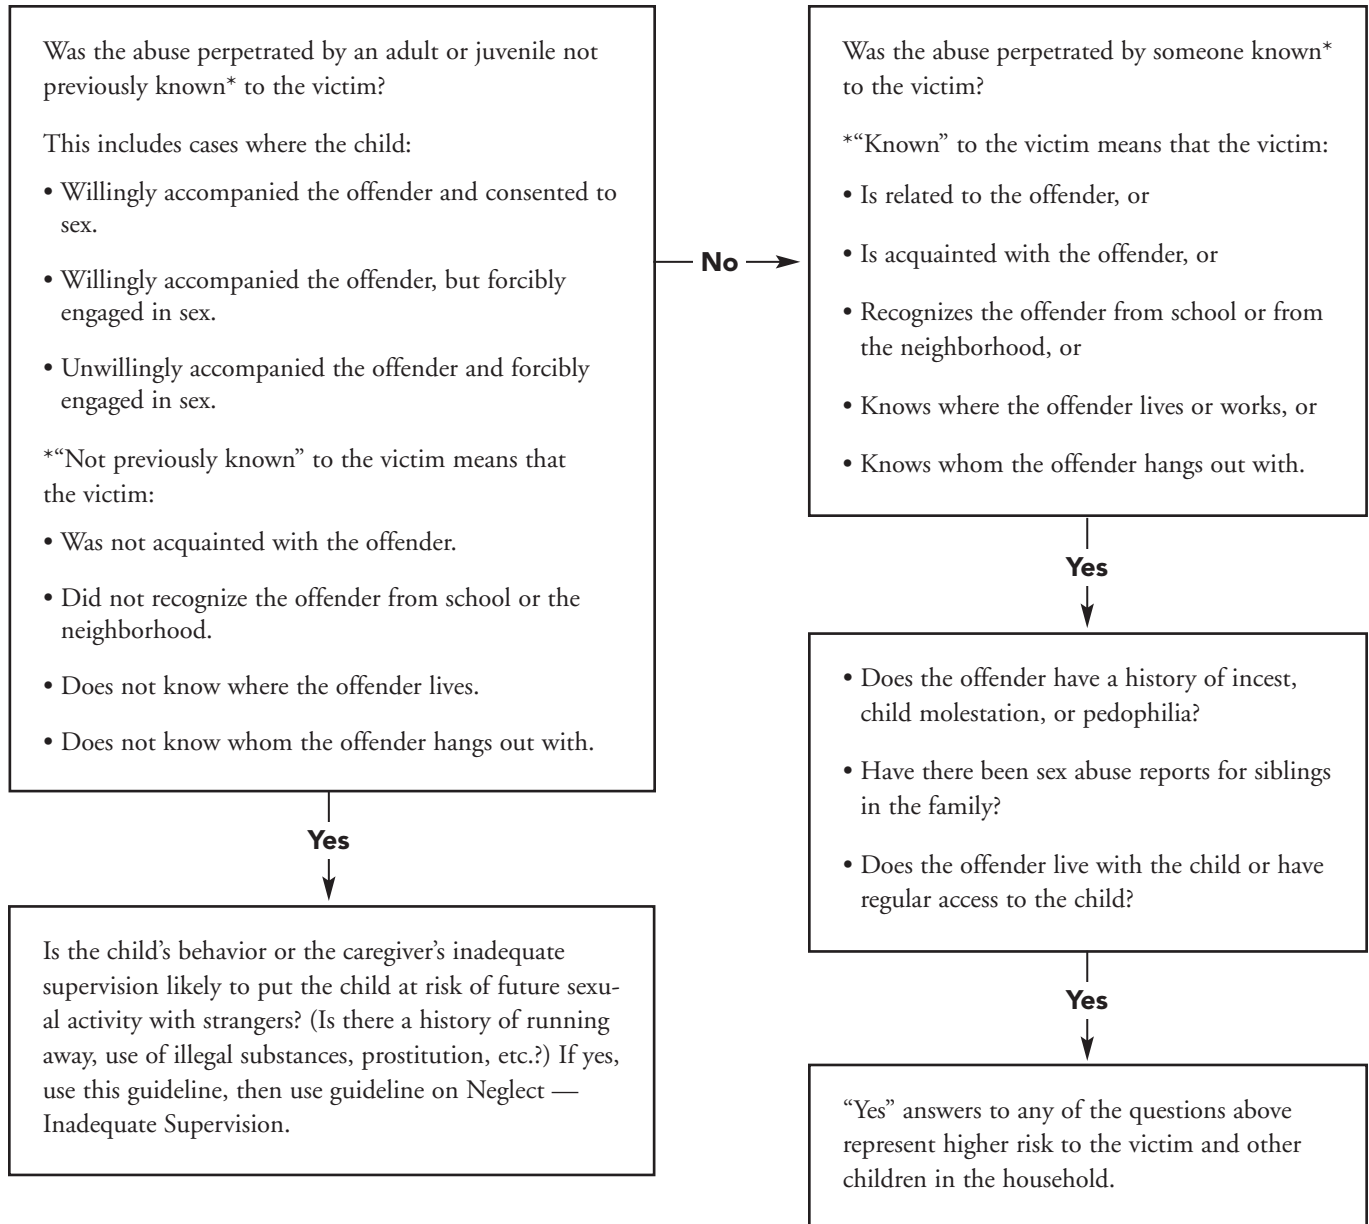 Was the abuse perpetrated by an adult or juvenile not
previously known* to the victim?
This includes cases where the child:
• Willingly accompanied the offender and consented to
sex.
• Willingly accompanied the offender, but forcibly
engaged in sex.
• Unwillingly accompanied the offender and forcibly
engaged in sex.
*“Not previously known” to the victim means that
the victim:
• Was not acquainted with the offender.
• Did not recognize the offender from school or the
neighborhood.
• Does not know where the offender lives.
• Does not know whom the offender hangs out with.
No
Was the abuse perpetrated by someone known*
to the victim?
*“Known” to the victim means that the victim:
• Is related to the offender, or
• Is acquainted with the offender, or
• Recognizes the offender from school or from
the neighborhood, or
• Knows where the offender lives or works, or
• Knows whom the offender hangs out with.
Yes
Is the child’s behavior or the caregiver’s inadequate
supervision likely to put the child at risk of future sexu-
al activity with strangers? (Is there a history of running
away, use of illegal substances, prostitution, etc.?) If yes,
use this guideline, then use guideline on Neglect —
Inadequate Supervision.
Yes
• Does the offender have a history of incest,
child molestation, or pedophilia?
• Have there been sex abuse reports for siblings
in the family?
• Does the offender live with the child or have
regular access to the child?
Yes
“Yes” answers to any of the questions above
represent higher risk to the victim and other
children in the household.